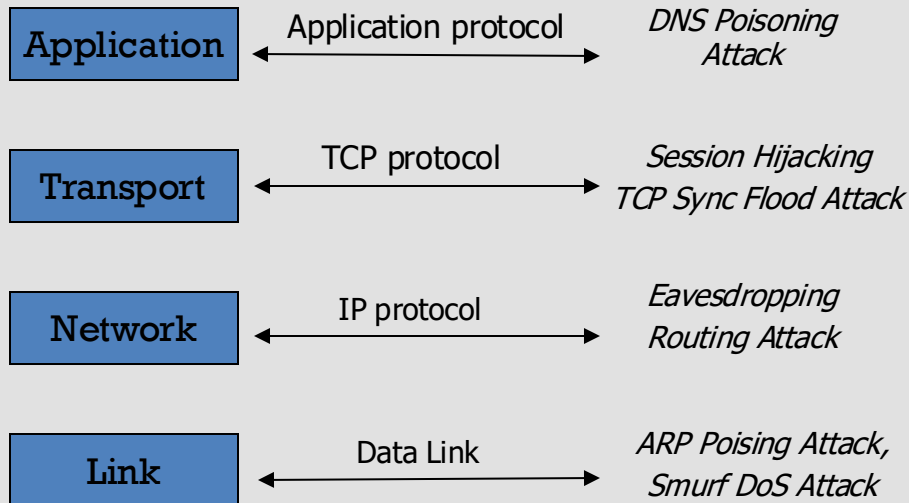 Application
Application protocol
DNS Poisoning
Attack
Transport
TCP protocol
Session Hijacking
TCP Sync Flood Attack
Network
IP protocol
Eavesdropping
Routing Attack
Link
Data Link
ARP Poising Attack,
Smurf DoS Attack